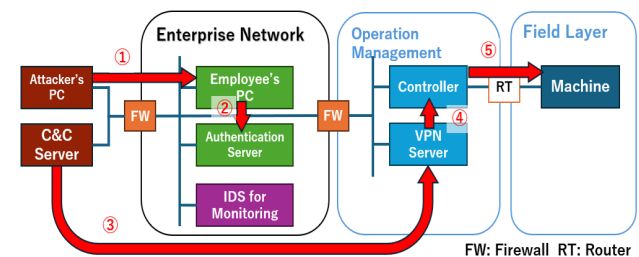 Enterprise Network
Operation
Management
Field Layer
①
⑤
Attacker's
PC
Employee's
PC
Controller
RT
Machine
②
④
FW
FW
C&C
Server
Authentication
Server
VPN
Server
IDS for
Monitoring
③
FW: Firewall RT: Router